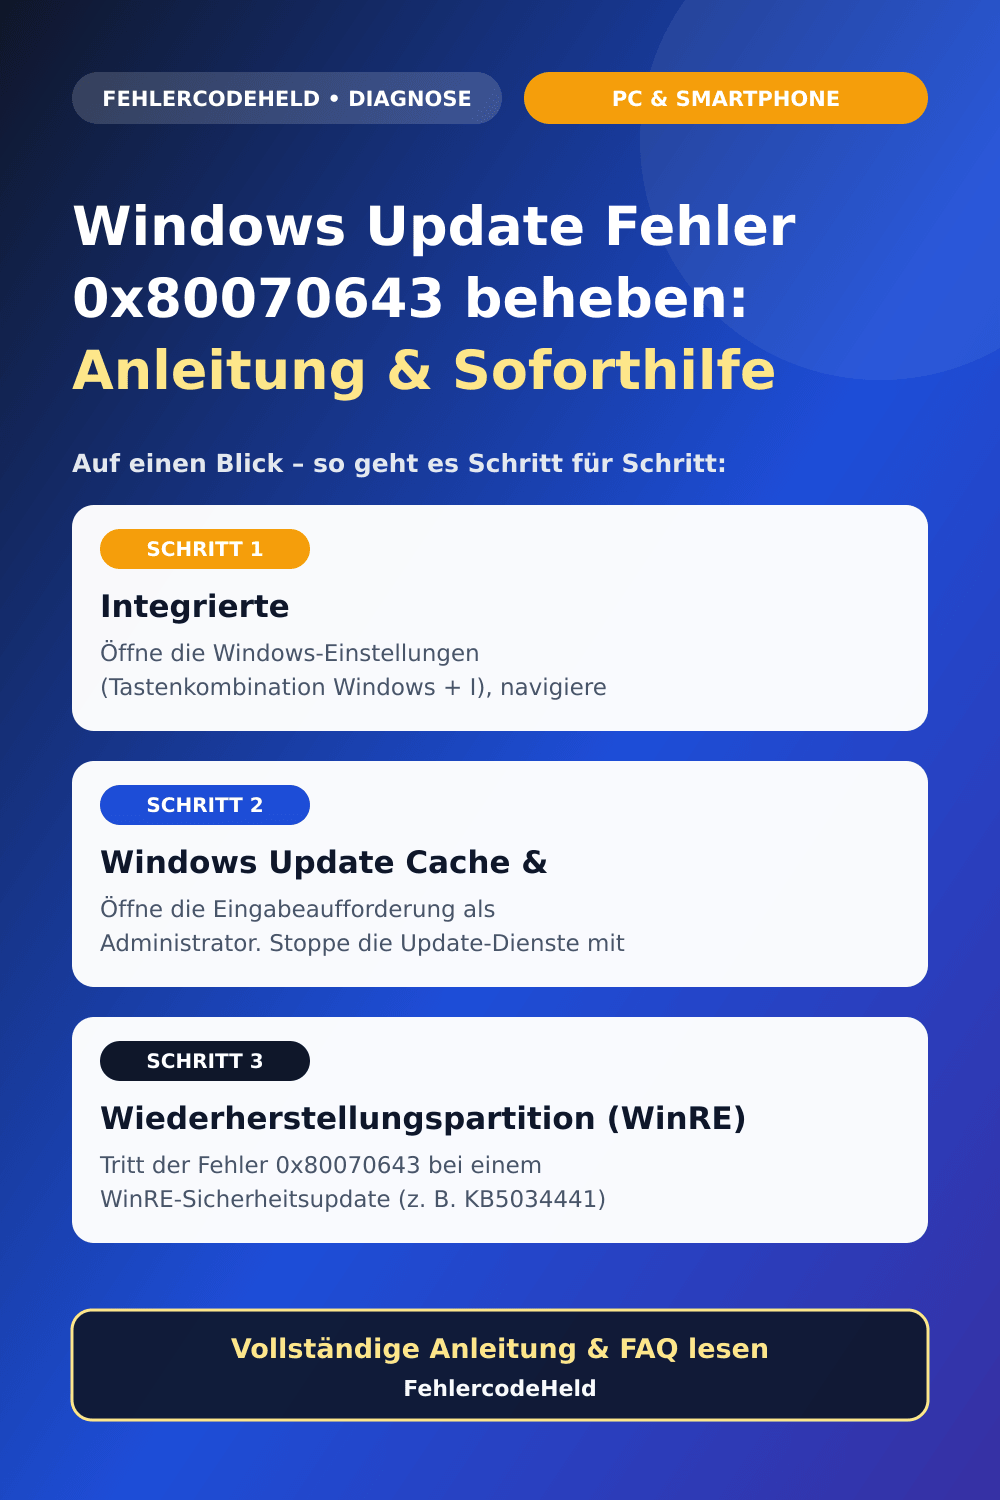 FEHLERCODEHELD • DIAGNOSE
PC & SMARTPHONE
Windows Update Fehler
0x80070643 beheben:
Anleitung & Soforthilfe
Auf einen Blick – so geht es Schritt für Schritt:
SCHRITT 1
Integrierte
Öffne die Windows-Einstellungen
(Tastenkombination Windows + I), navigiere
SCHRITT 2
Windows Update Cache &
Öffne die Eingabeaufforderung als
Administrator. Stoppe die Update-Dienste mit
SCHRITT 3
Wiederherstellungspartition (WinRE)
Tritt der Fehler 0x80070643 bei einem
WinRE-Sicherheitsupdate (z. B. KB5034441)
Vollständige Anleitung & FAQ lesen
FehlercodeHeld